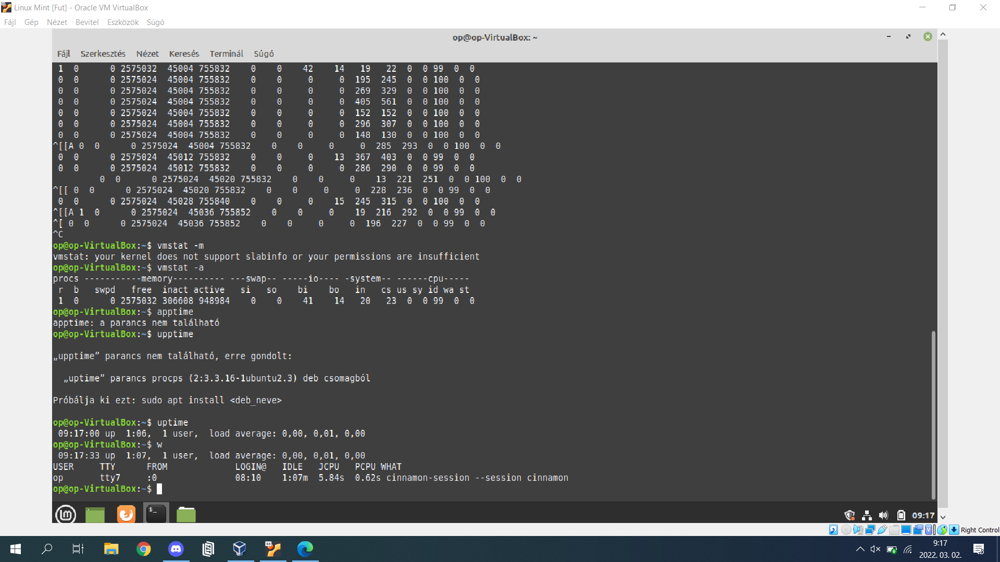 Linux Mint [Fut] - Oracle VM VirtualBox
Fájl Gép Nézet Bevitel Eszközök Súgó
op@op-VirtualBox: ~
Fájl Szerkesztés Nézet Keresés Terminál Súgó
 1  0      0 2575032  45004 755832    0    0    42    14   19   22  0  0 99  0  0
 0  0      0 2575024  45004 755832    0    0     0     0  195  245  0  0 100  0  0
 0  0      0 2575024  45004 755832    0    0     0     0  269  329  0  0 100  0  0
 0  0      0 2575024  45004 755832    0    0     0     0  405  561  0  0 100  0  0
 0  0      0 2575024  45004 755832    0    0     0     0  152  152  0  0 100  0  0
 0  0      0 2575024  45004 755832    0    0     0     0  296  307  0  0 100  0  0
 0  0      0 2575024  45004 755832    0    0     0     0  148  130  0  0 100  0  0
^[[A 0  0      0 2575024  45004 755832    0    0     0     0  285  293  0  0 100  0  0
 0  0      0 2575024  45012 755832    0    0     0    13  367  403  0  0 99  0  0
 0  0      0 2575024  45012 755832    0    0     0     0  286  290  0  0 99  0  0
         0  0      0 2575024  45020 755832    0    0     0    13  221  251  0  0 100  0  0
^[[ 0  0      0 2575024  45020 755832    0    0     0     0  228  236  0  0 99  0  0
 0  0      0 2575024  45028 755840    0    0     0    15  245  315  0  0 100  0  0
^[[A 1  0      0 2575024  45036 755852    0    0     0    19  216  292  0  0 99  0  0
^[ 0  0      0 2575024  45036 755852    0    0     0     0  196  227  0  0 99  0  0
^C
op@op-VirtualBox:~$ vmstat -m
vmstat: your kernel does not support slabinfo or your permissions are insufficient
op@op-VirtualBox:~$ vmstat -a
procs -----------memory---------- ---swap-- -----io---- -system-- ------cpu-----
 r  b   swpd   free  inact active   si   so    bi    bo   in   cs us sy id wa st
 1  0      0 2575032 306608 948984    0    0    41    14   20   23  0  0 99  0  0
op@op-VirtualBox:~$ apptime
apptime: a parancs nem található
op@op-VirtualBox:~$ upptime
„upptime” parancs nem található, erre gondolt:
  „uptime” parancs procps (2:3.3.16-1ubuntu2.3) deb csomagból
Próbálja ki ezt: sudo apt install <deb_neve>
op@op-VirtualBox:~$ uptime
 09:17:00 up  1:06,  1 user,  load average: 0,00, 0,01, 0,00
op@op-VirtualBox:~$ w
 09:17:33 up  1:07,  1 user,  load average: 0,00, 0,01, 0,00
USER     TTY      FROM             LOGIN@   IDLE   JCPU   PCPU WHAT
op       tty7     :0               08:10    1:07m  5.84s  0.62s cinnamon-session --session cinnamon
op@op-VirtualBox:~$
09:17
Right Control
9:17
2022. 03. 02.